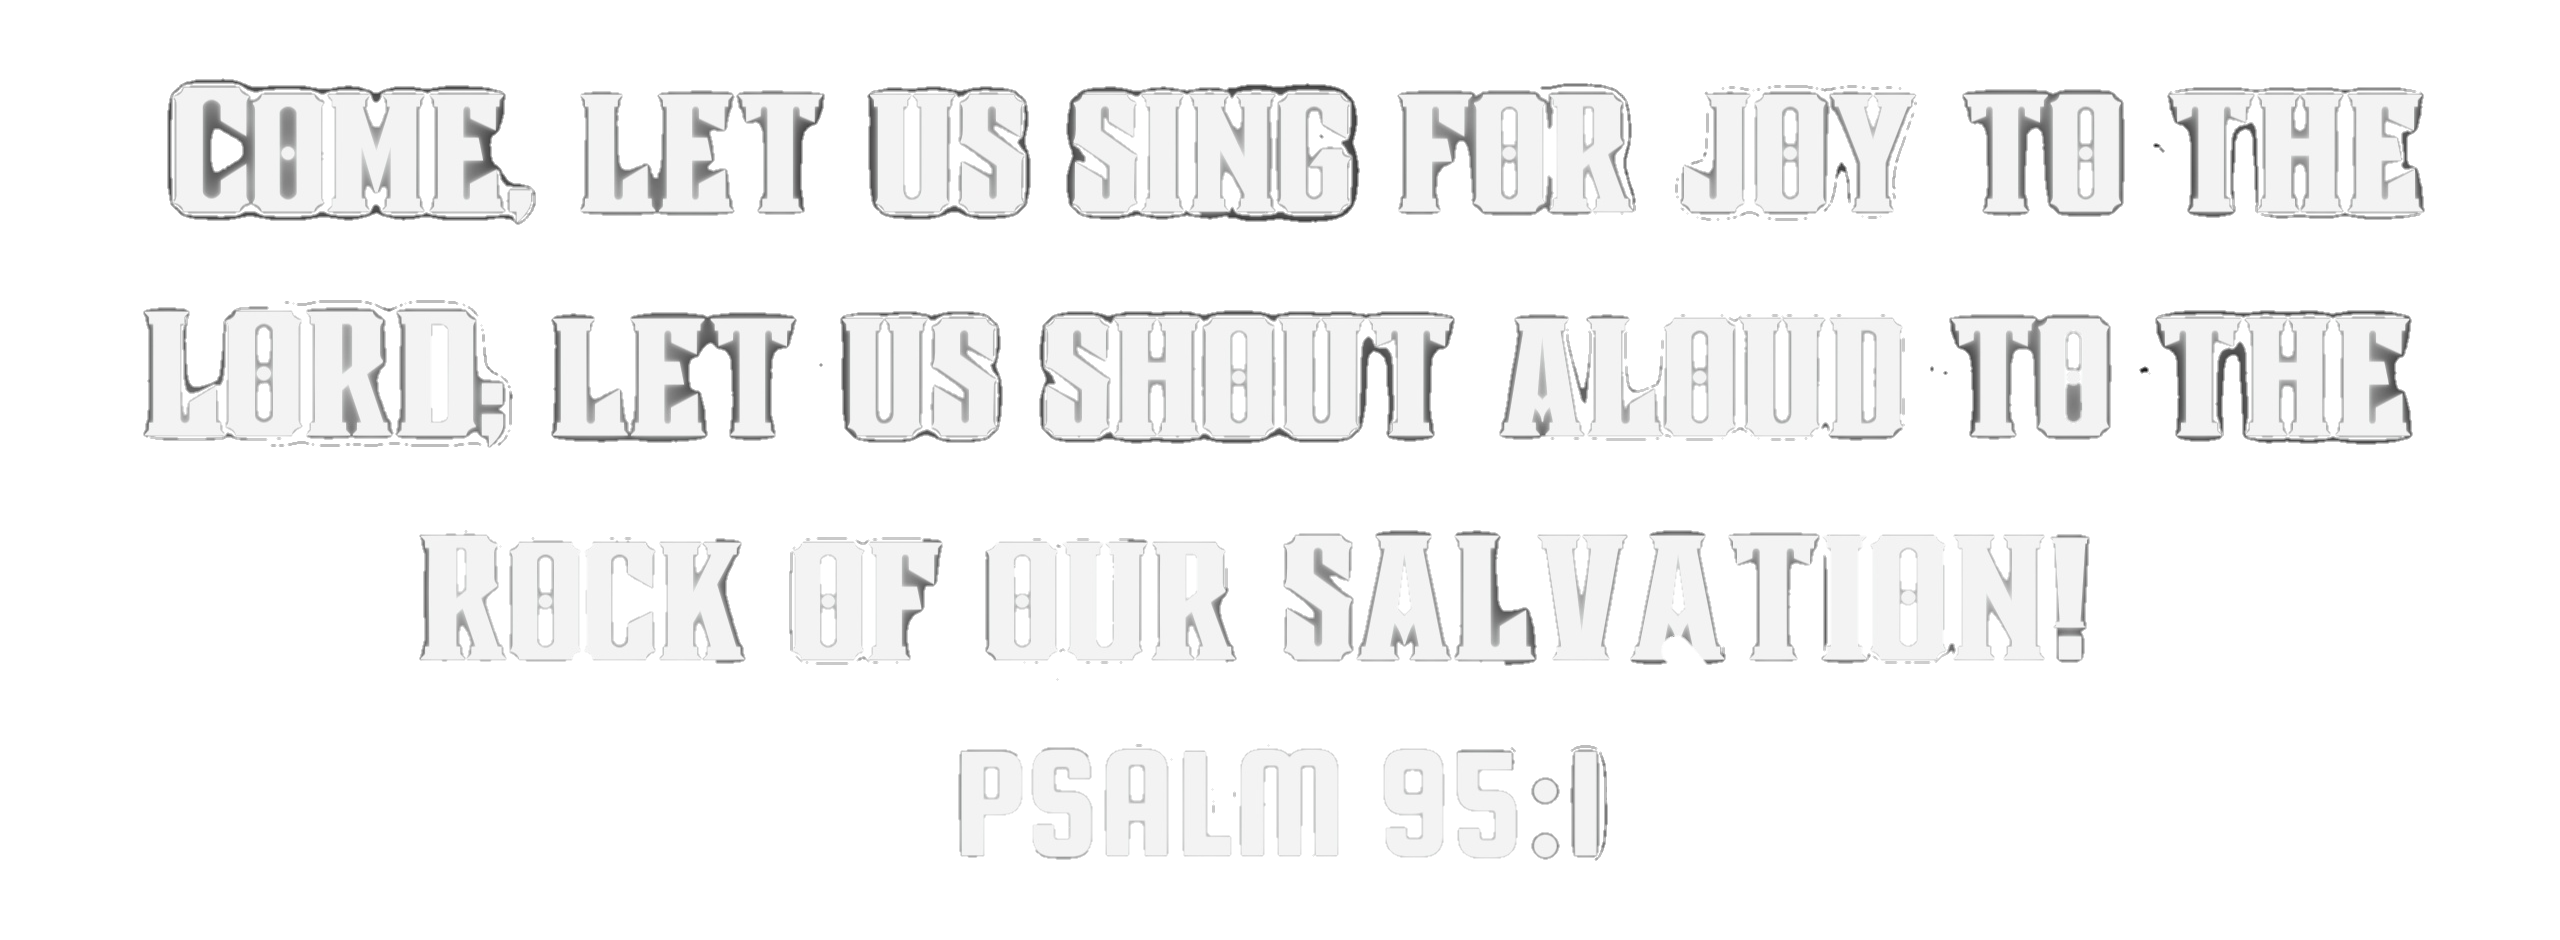 Come, let us sing for joy to the
Lord; let us shout aloud to the
Rock of our Salvation!
PSALM 95:1